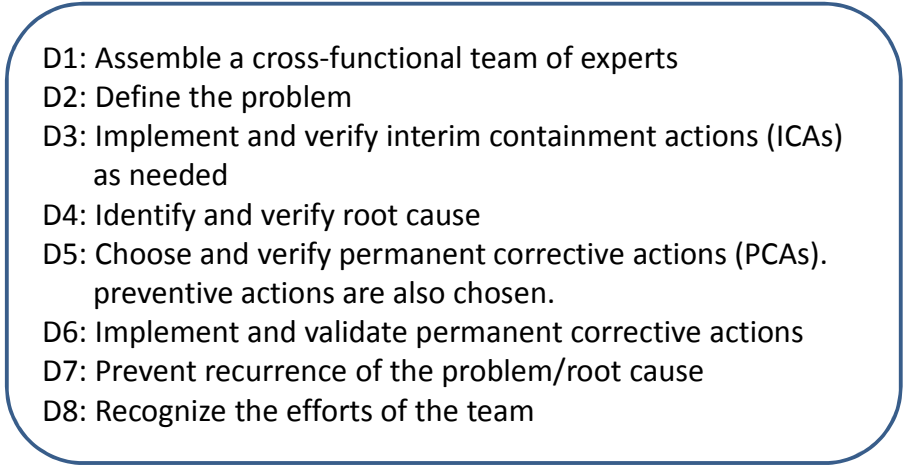 D1: Assemble a cross-functional team of experts
D2: Define the problem
D3: Implement and verify interim containment actions (ICAs)
as needed
D4: Identify and verify root cause
D5: Choose and verify permanent corrective actions (PCAs).
preventive actions are also chosen.
D6: Implement and validate permanent corrective actions
D7: Prevent recurrence of the problem/root cause
D8: Recognize the efforts of the team